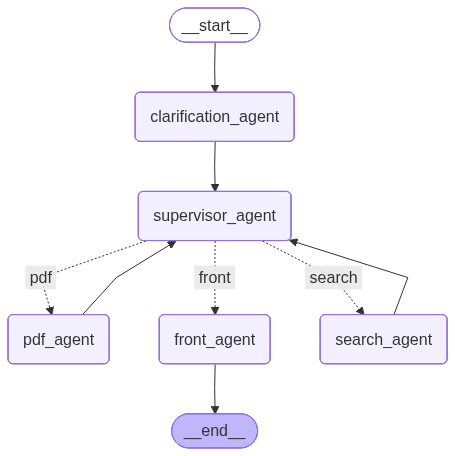 __start__
clarification_agent
supervisor_agent
pdf
front
search
pdf_agent
front_agent
search_agent
__end__